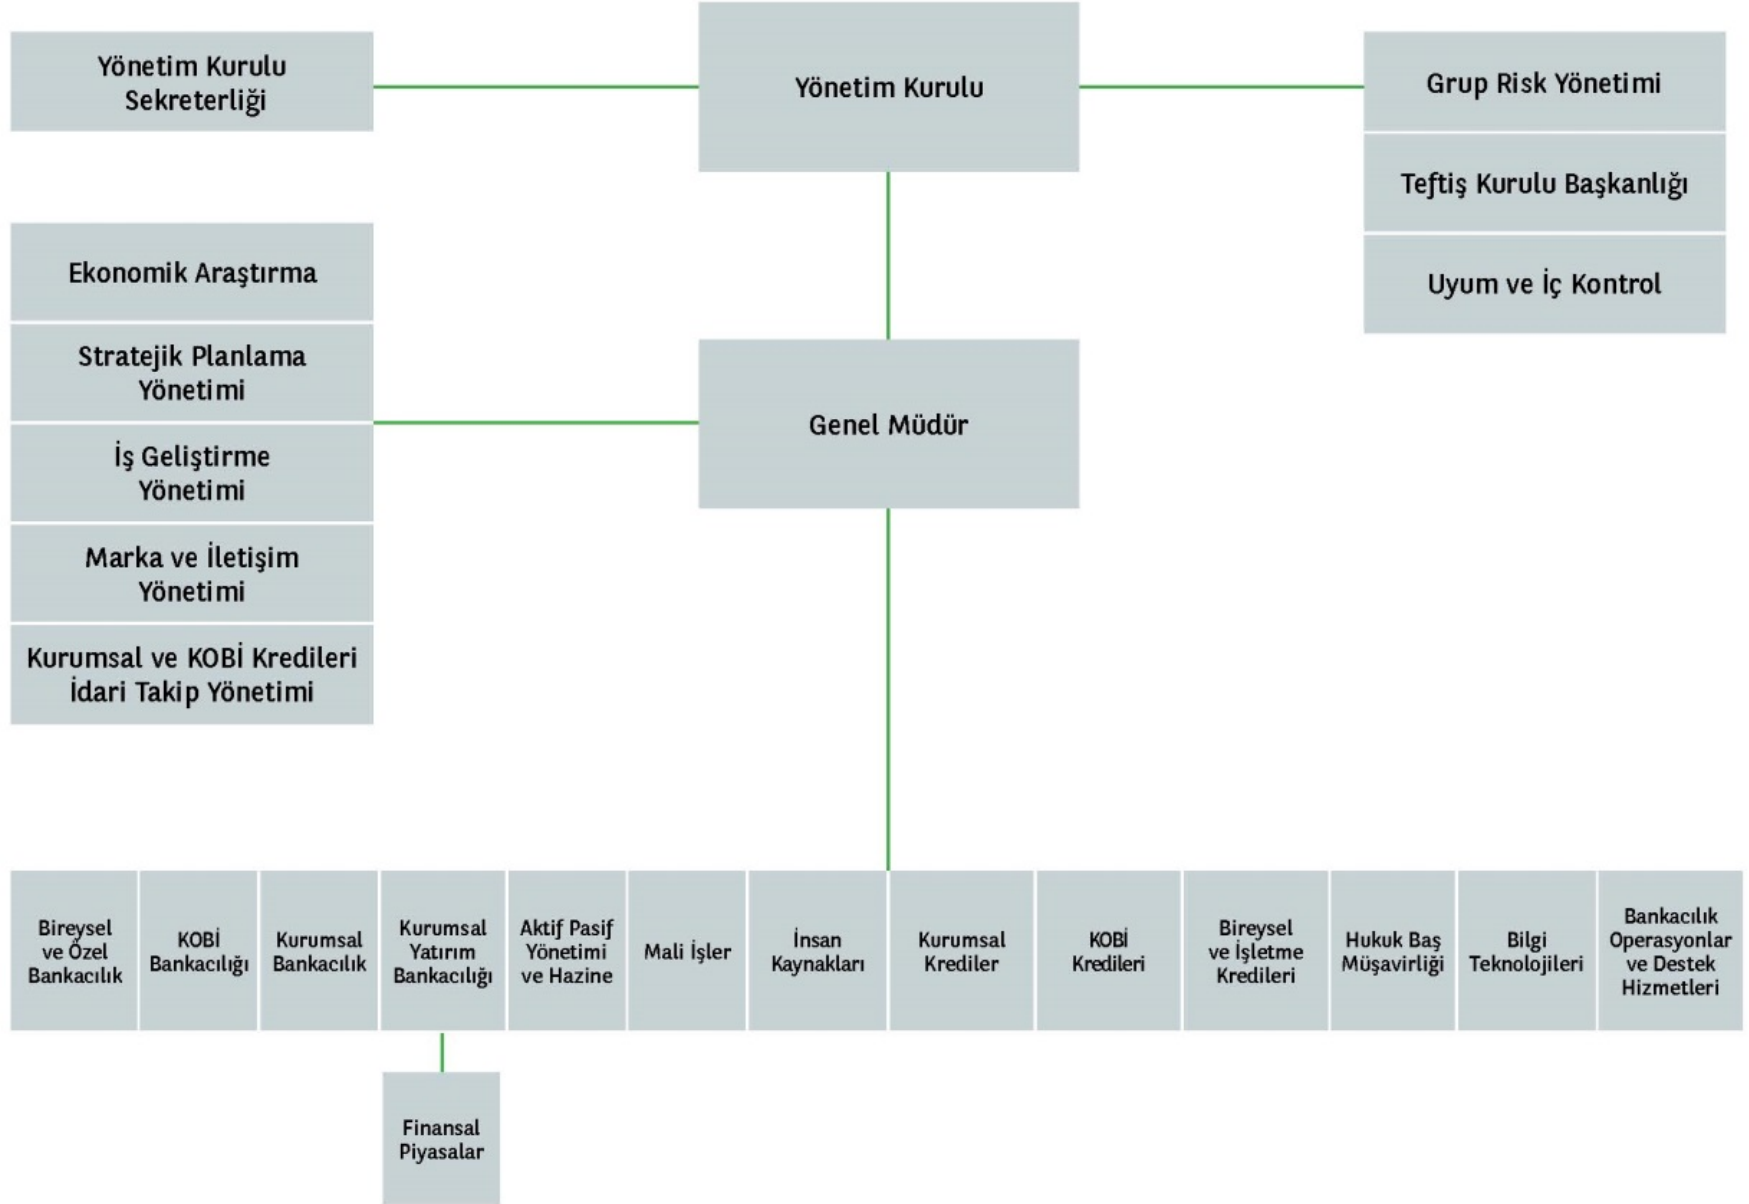 Yönetim Kurulu
Sekreterliği
Yönetim Kurulu
Grup Risk Yönetimi
Teftiş Kurulu Başkanlığı
Uyum ve İç Kontrol
Ekonomik Araştırma
Stratejik Planlama
Yönetimi
İş Geliştirme
Yönetimi
Marka ve İletişim
Yönetimi
Kurumsal ve KOBİ Kredileri
İdari Takip Yönetimi
Genel Müdür
Bireysel
ve Özel
Bankacılık
KOBİ
Bankacılığı
Kurumsal
Bankacılık
Kurumsal
Yatırım
Bankacılığı
Aktif Pasif
Yönetimi
ve Hazine
Mali İşler
İnsan
Kaynakları
Kurumsal
Krediler
KOBİ
Kredileri
Bireysel
ve İşletme
Kredileri
Hukuk Baş
Müşavirliği
Bilgi
Teknolojileri
Bankacılık
Operasyonlar
ve Destek
Hizmetleri
Finansal
Piyasalar